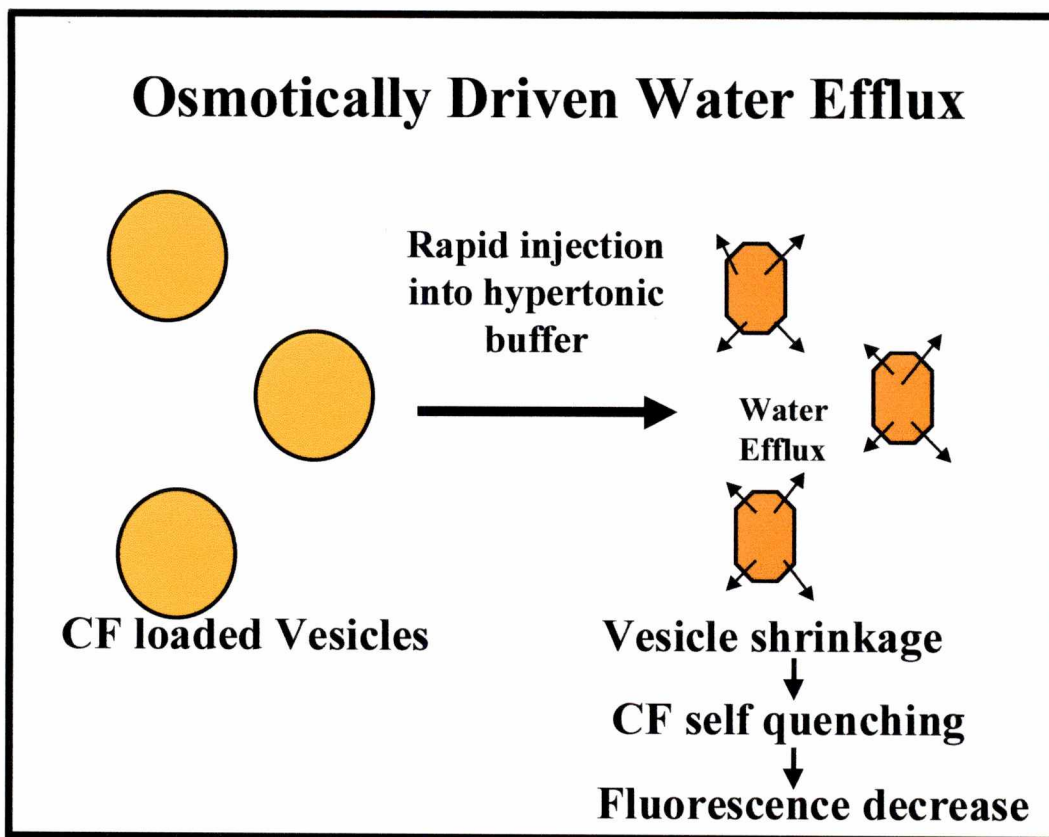 Osmotically Driven Water Efflux
Rapid injection
into hypertonic
buffer
Water
Efflux
CF loaded Vesicles
Vesicle shrinkage
CF self quenching
Fluorescence decrease